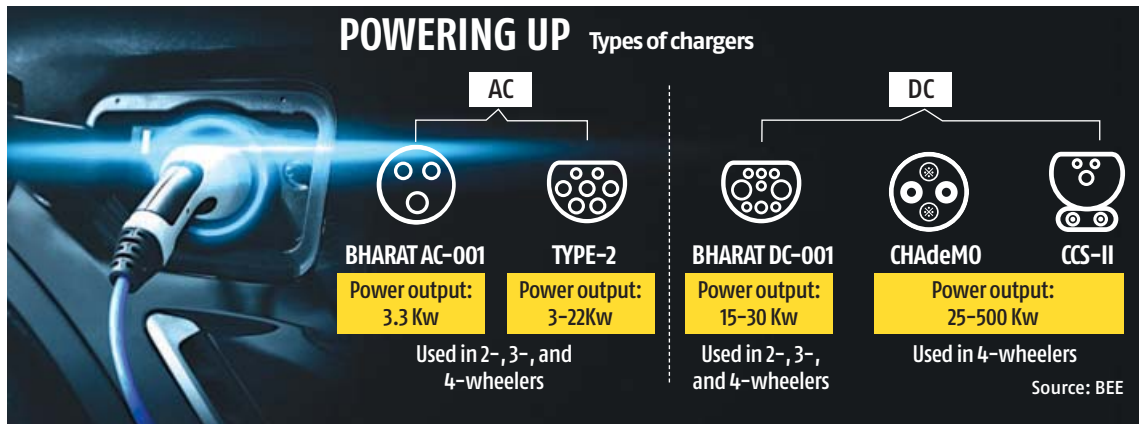 POWERING UP Types of chargers
AC
DC
BHARAT AC-001
TYPE-2
BHARAT DC-001
CHAdeMO
CCS-II
Power output:
3.3 Kw
Power output:
3-22Kw
Power output:
15-30 Kw
Power output:
25-500 Kw
Used in 2-, 3-, and
4-wheelers
Used in 2-, 3-,
and 4-wheelers
Used in 4-wheelers
Source: BEE